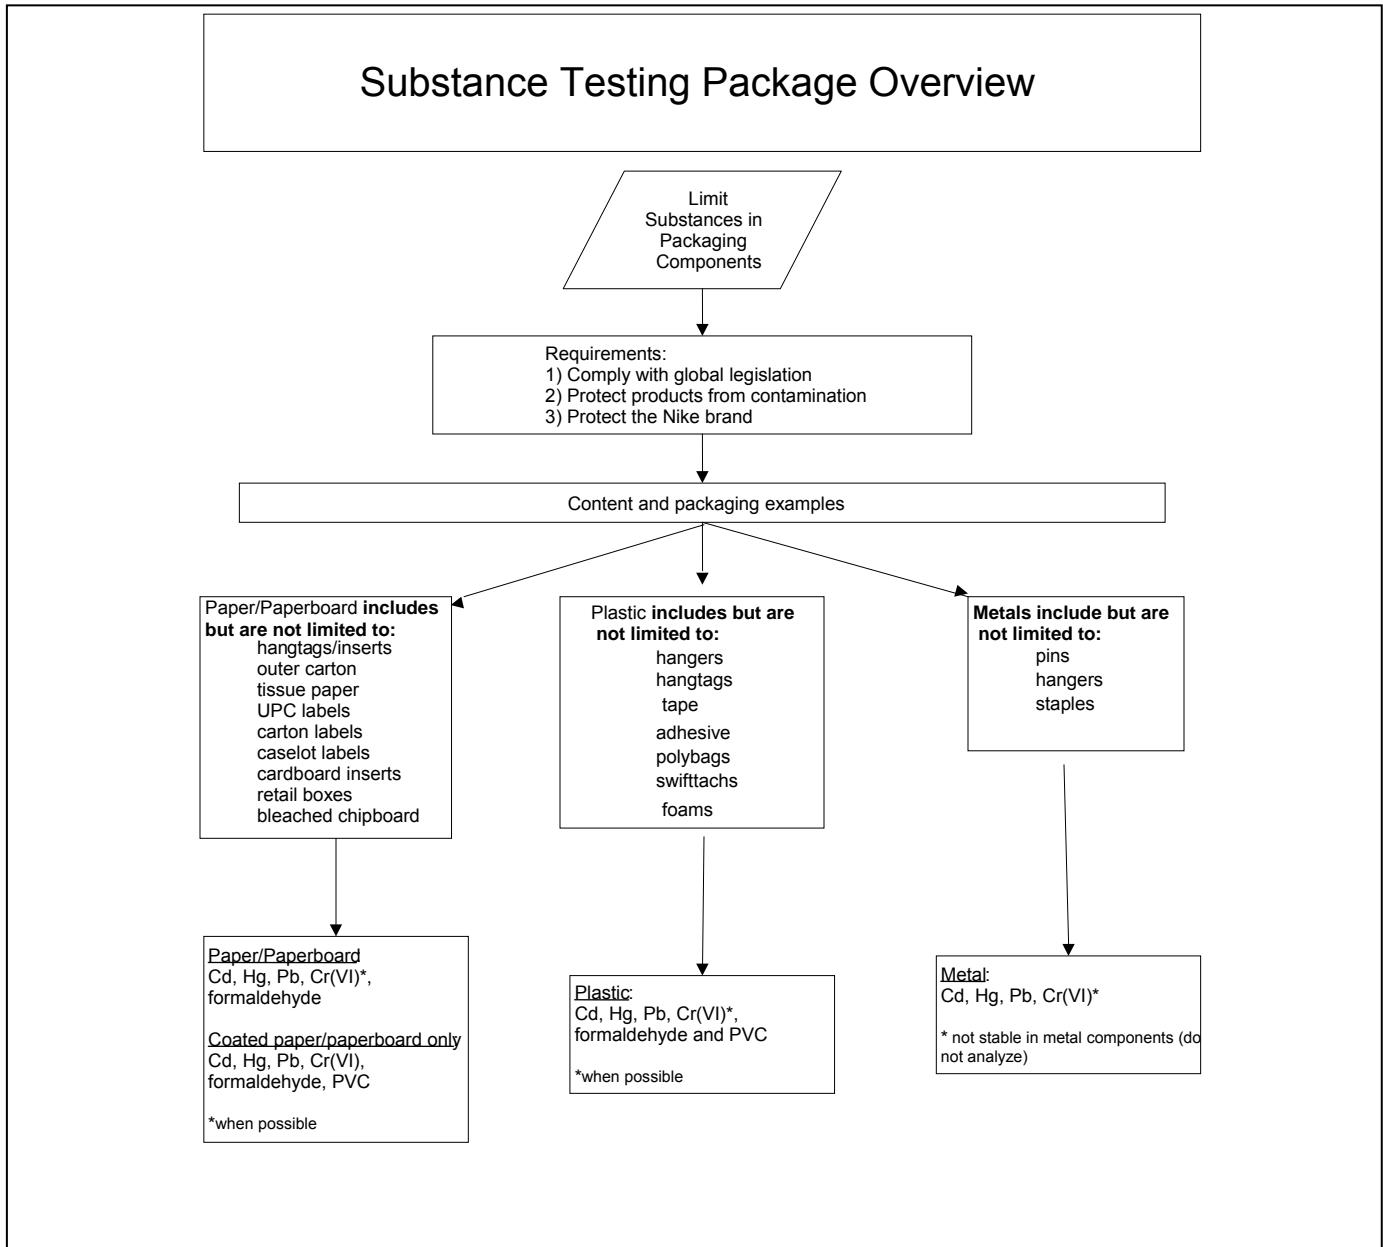 Substance Testing Package Overview
Limit
Substances in
Packaging
Components
Requirements:
1) Comply with global legislation
2) Protect products from contamination
3) Protect the Nike brand
Content and packaging examples
Paper/Paperboard includes
but are not limited to:
hangtags/inserts
outer carton
tissue paper
UPC labels
carton labels
caselot labels
cardboard inserts
retail boxes
bleached chipboard
Plastic includes but are
not limited to:
hangers
hangtags
tape
adhesive
polybags
swifttachs
foams
Metals include but are
not limited to:
pins
hangers
staples
Paper/Paperboard
Cd, Hg, Pb, Cr(VI)*,
formaldehyde
Coated paper/paperboard only
Cd, Hg, Pb, Cr(VI),
formaldehyde, PVC
*when possible
Plastic:
Cd, Hg, Pb, Cr(VI)*,
formaldehyde and PVC
*when possible
Metal:
Cd, Hg, Pb, Cr(VI)*
* not stable in metal components (do
not analyze)